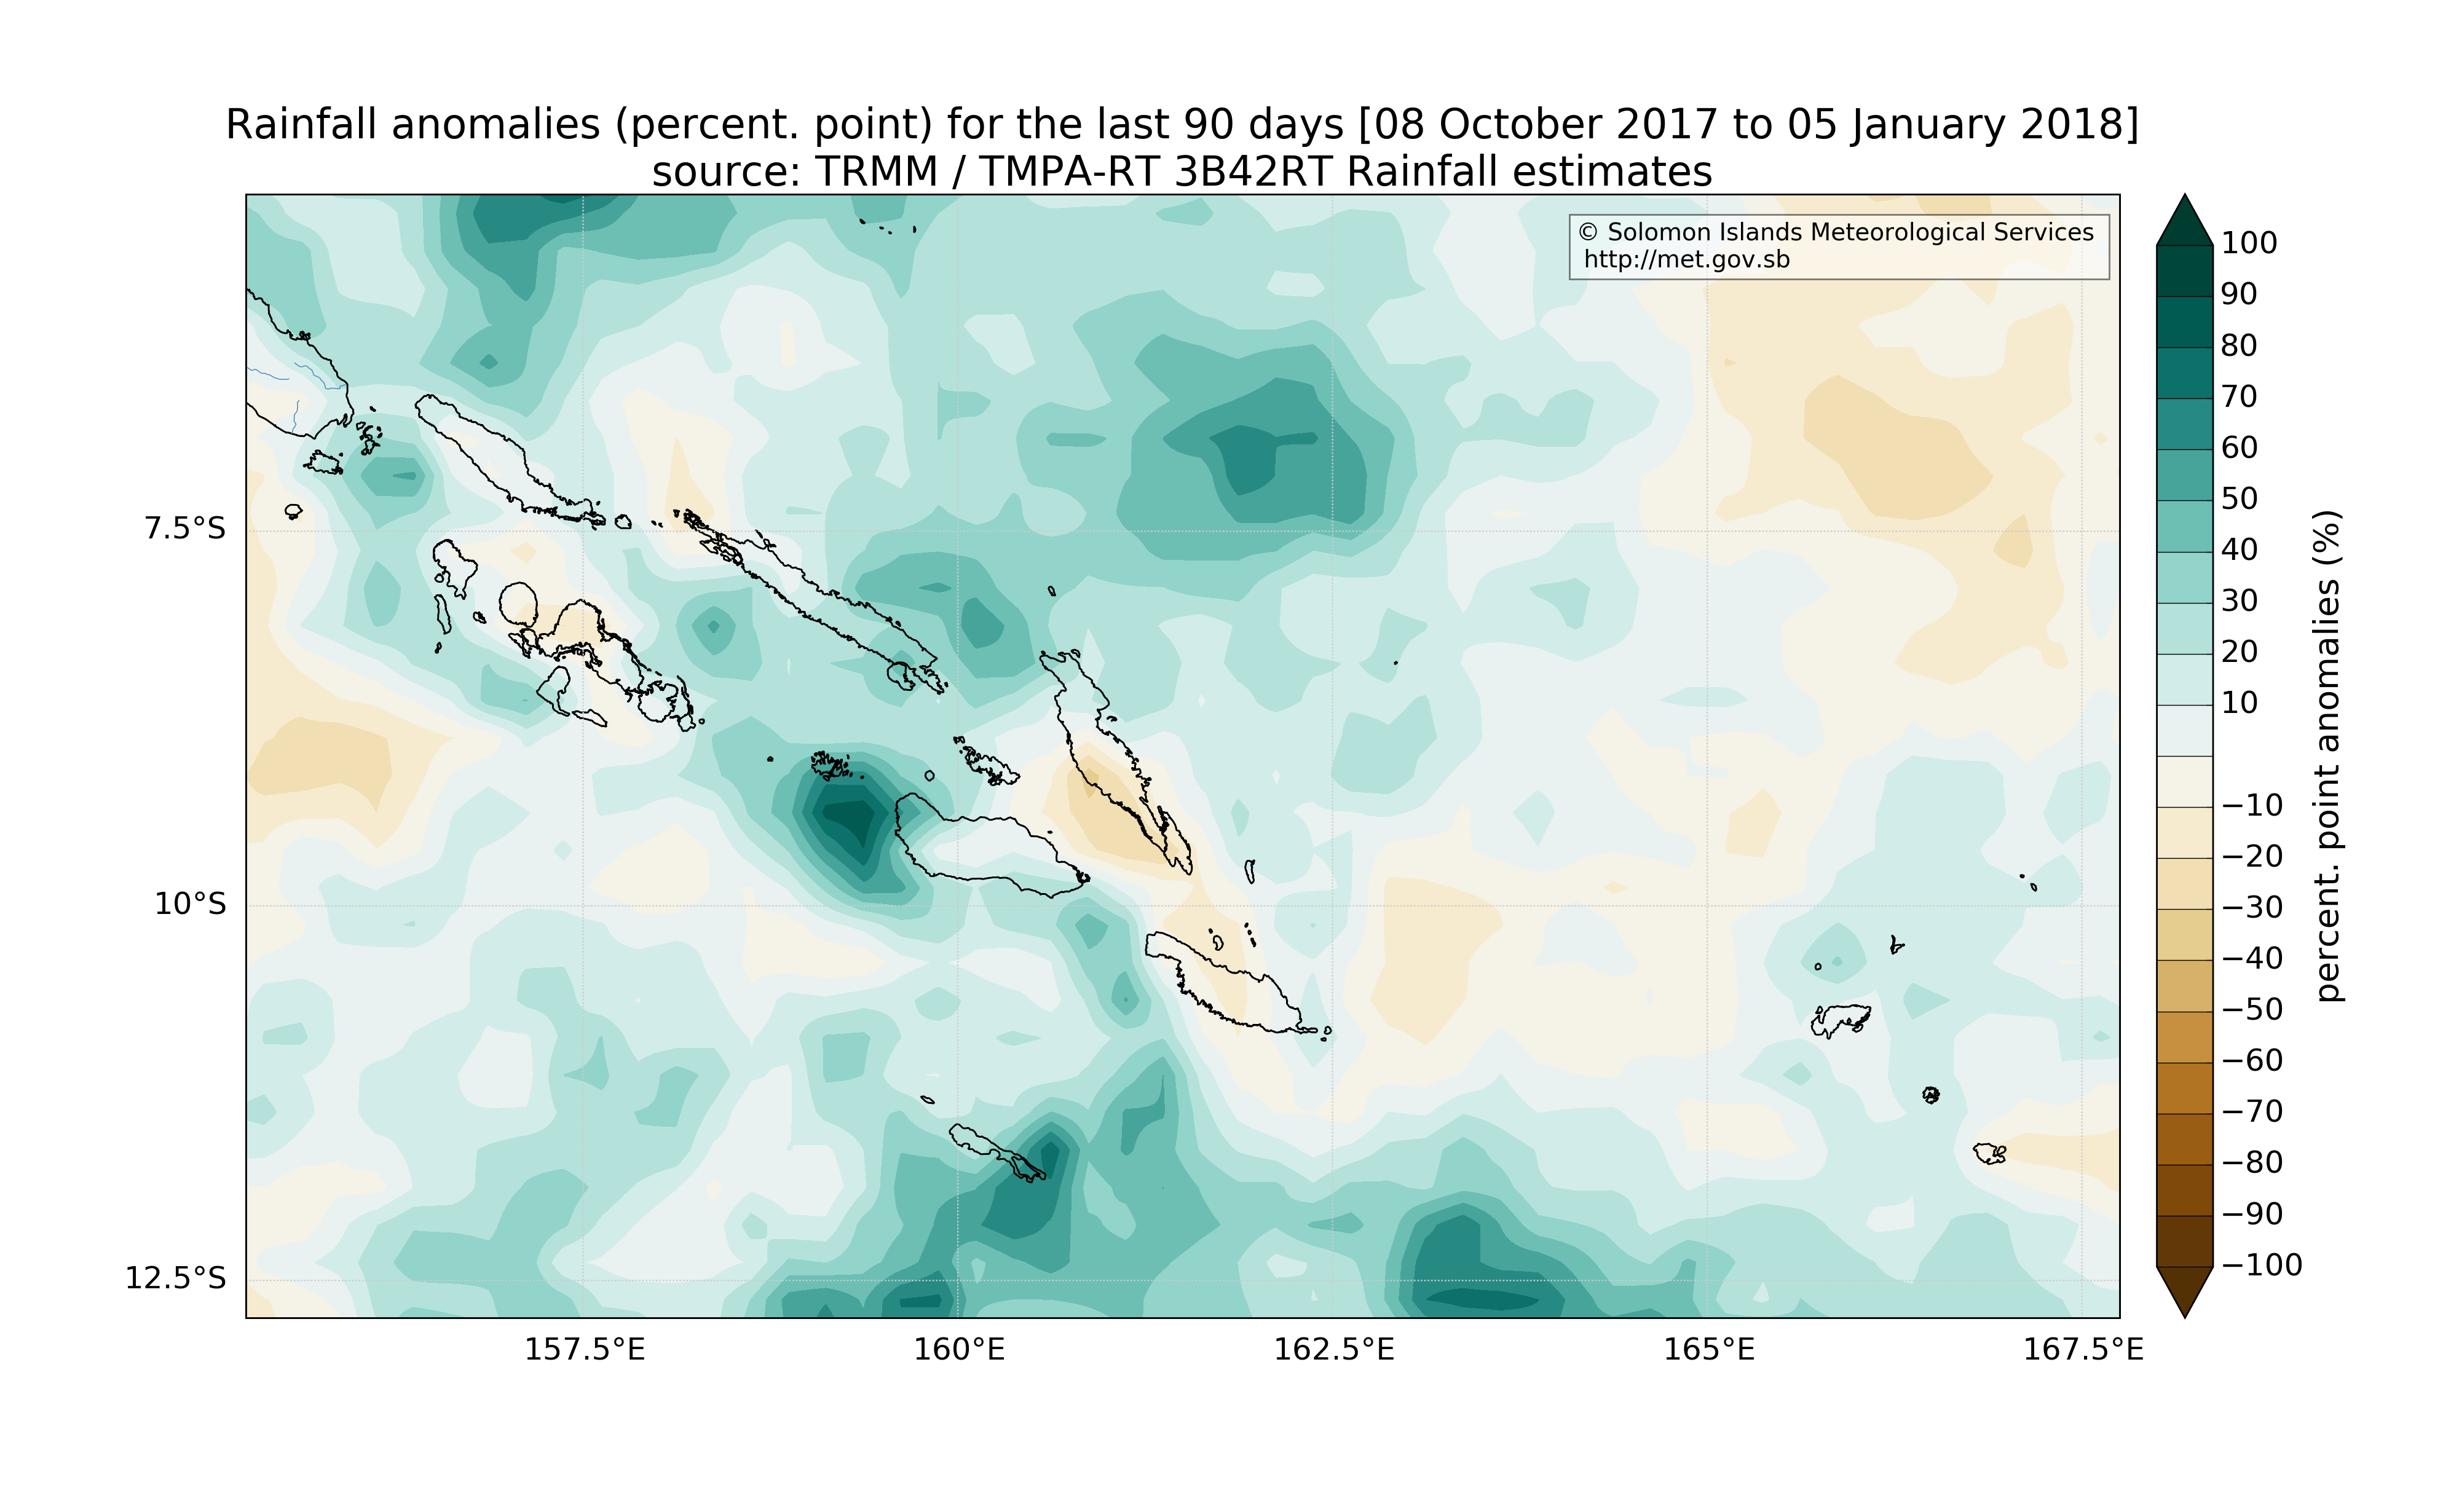 Rainfall anomalies (percent. point) for the last 90 days [08 October 2017 to 05 January 2018]
source: TRMM / TMPA-RT 3B42RT Rainfall estimates
© Solomon Islands Meteorological Services
http://met.gov.sb
7.5°S
10°S
12.5°S
157.5°E
160°E
162.5°E
165°E
167.5°E
100
90
80
70
60
50
40
30
20
10
−10
−20
−30
−40
−50
−60
−70
−80
−90
−100
percent. point anomalies (%)